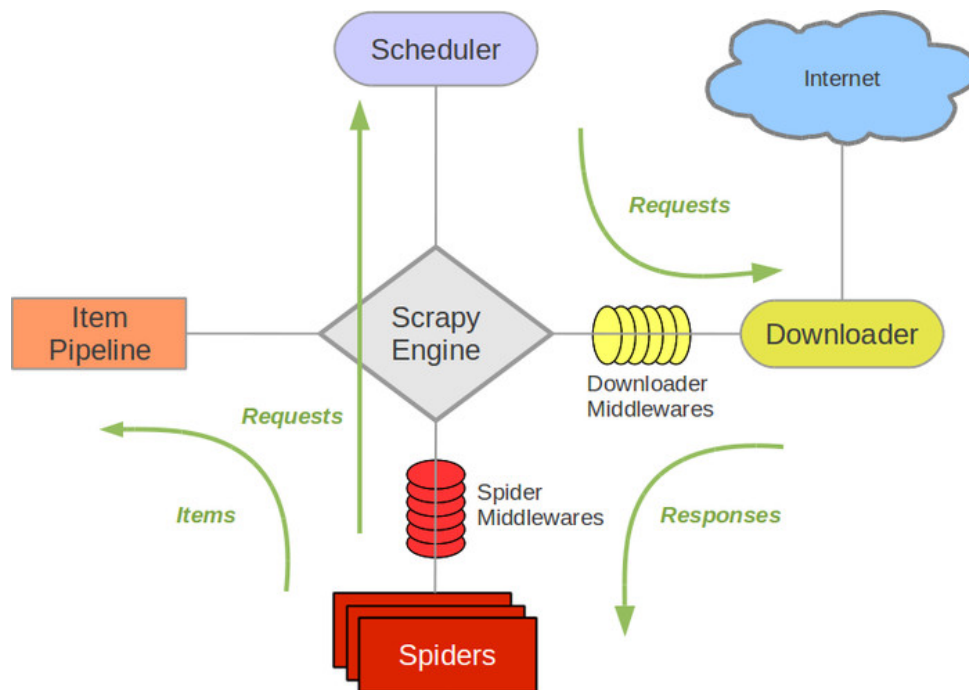 Scheduler
Internet
Requests
Item
Pipeline
Scrapy
Engine
Downloader
Downloader
Middlewares
Requests
Items
Spider
Middlewares
Responses
Spiders